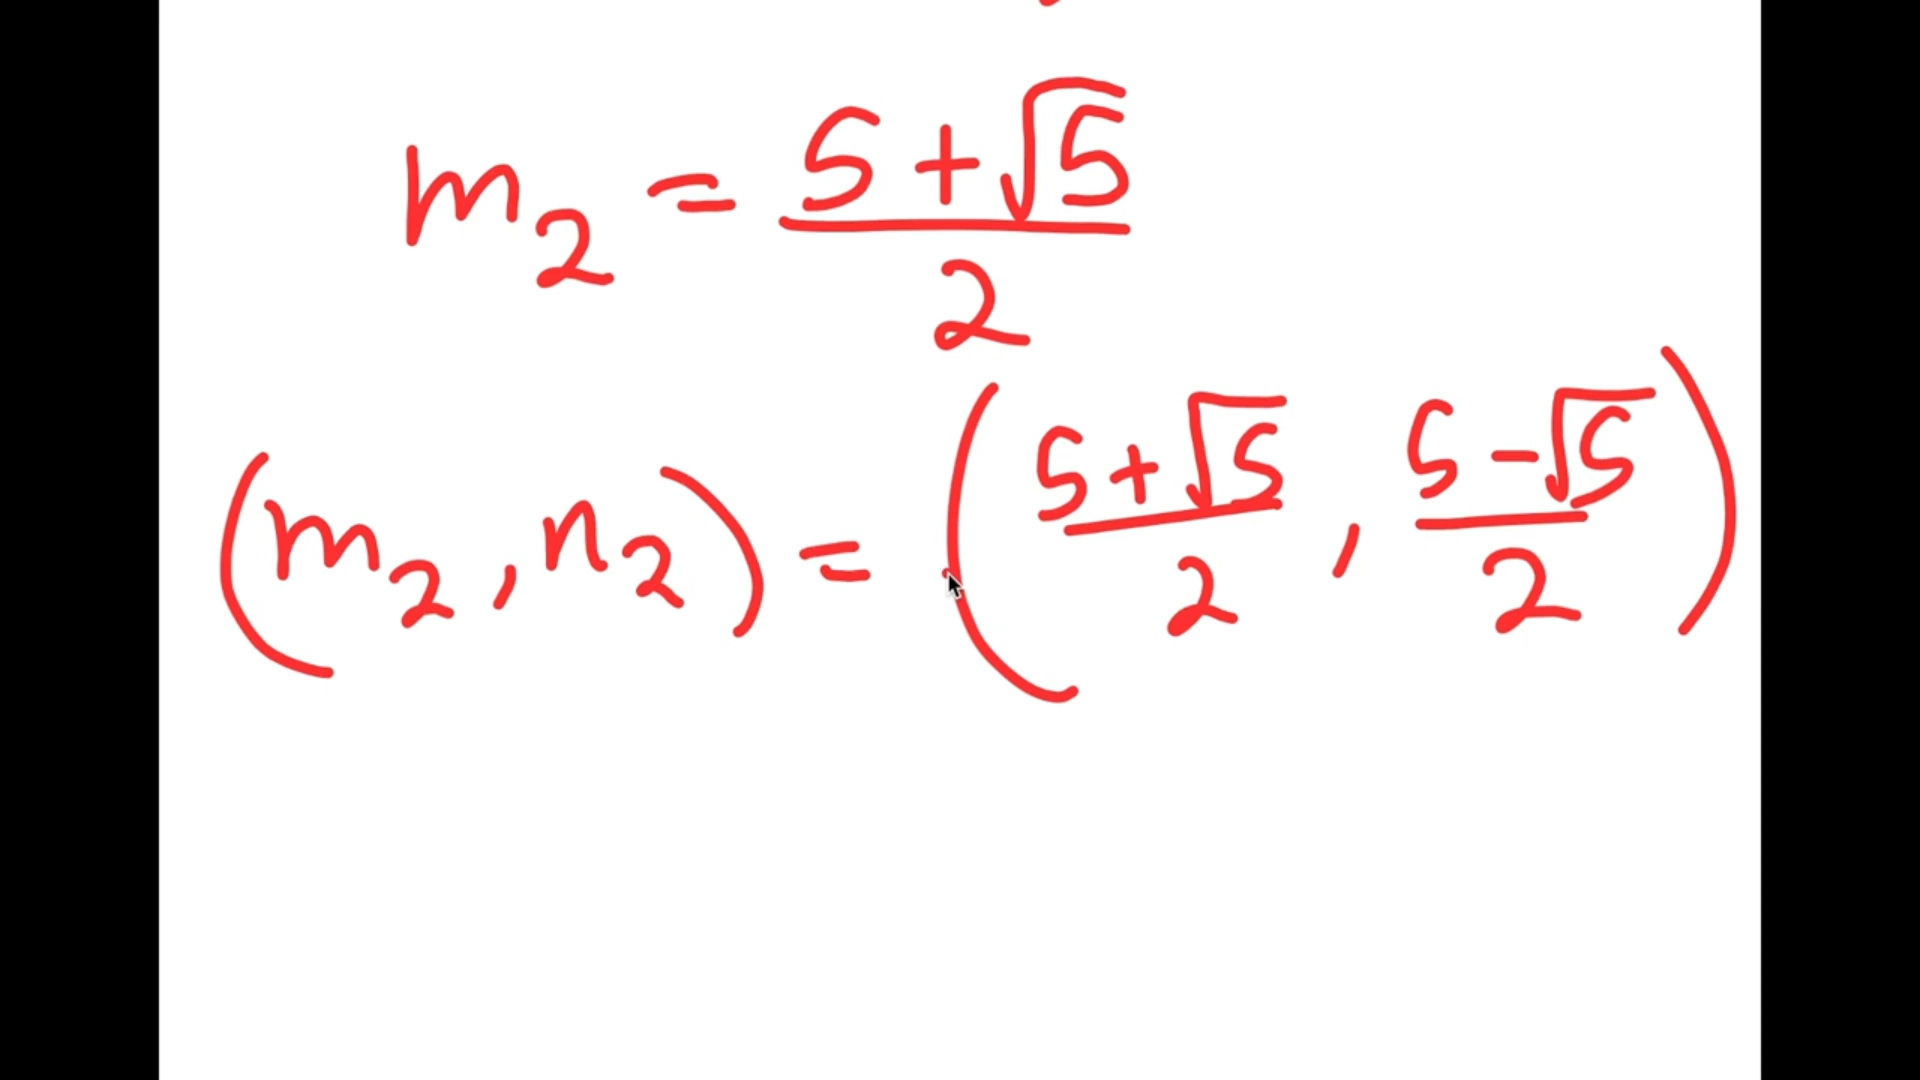 m₂ = (5+√5)/2
(m₂, n₂) = ((5+√5)/2, (5-√5)/2)